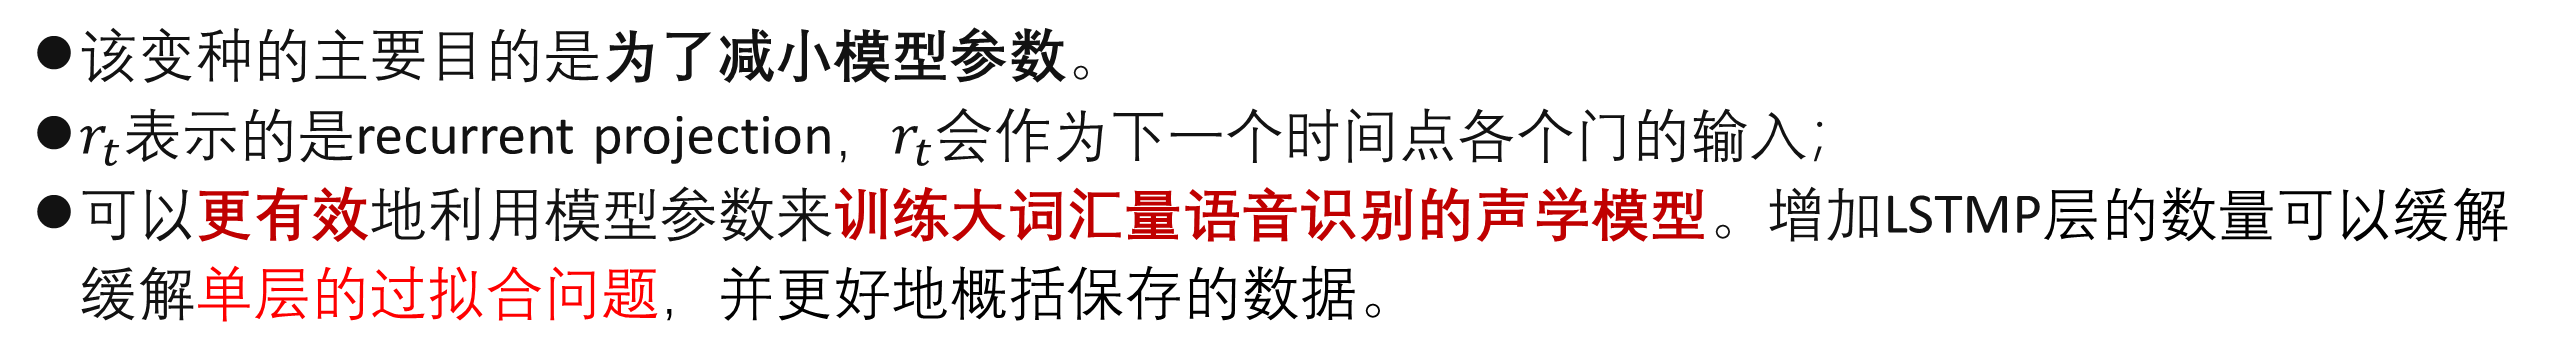 ●该变种的主要目的是为了减小模型参数。
●r_t表示的是recurrent projection，r_t会作为下一个时间点各个门的输入;
●可以更有效地利用模型参数来训练大词汇量语音识别的声学模型。增加LSTMP层的数量可以缓解
缓解单层的过拟合问题，并更好地概括保存的数据。